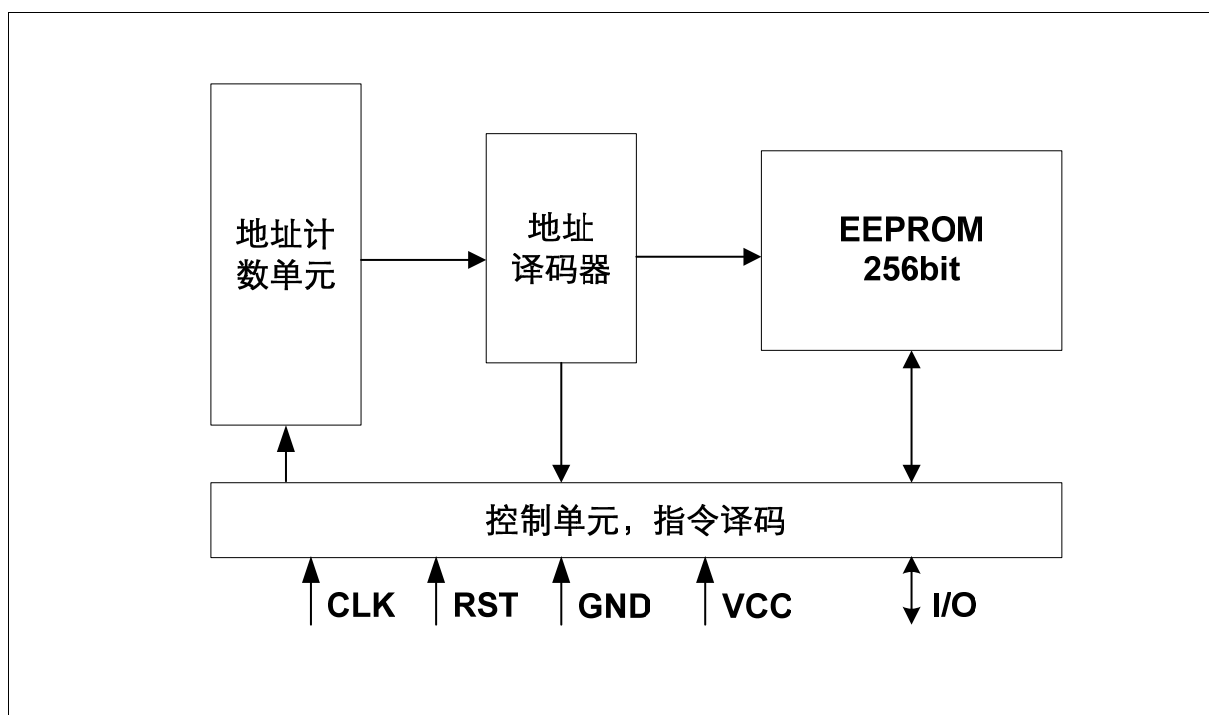 地址计
数单元
地址
译码器
EEPROM
256bit
控制单元，指令译码
CLK
RST
GND
VCC
I/O